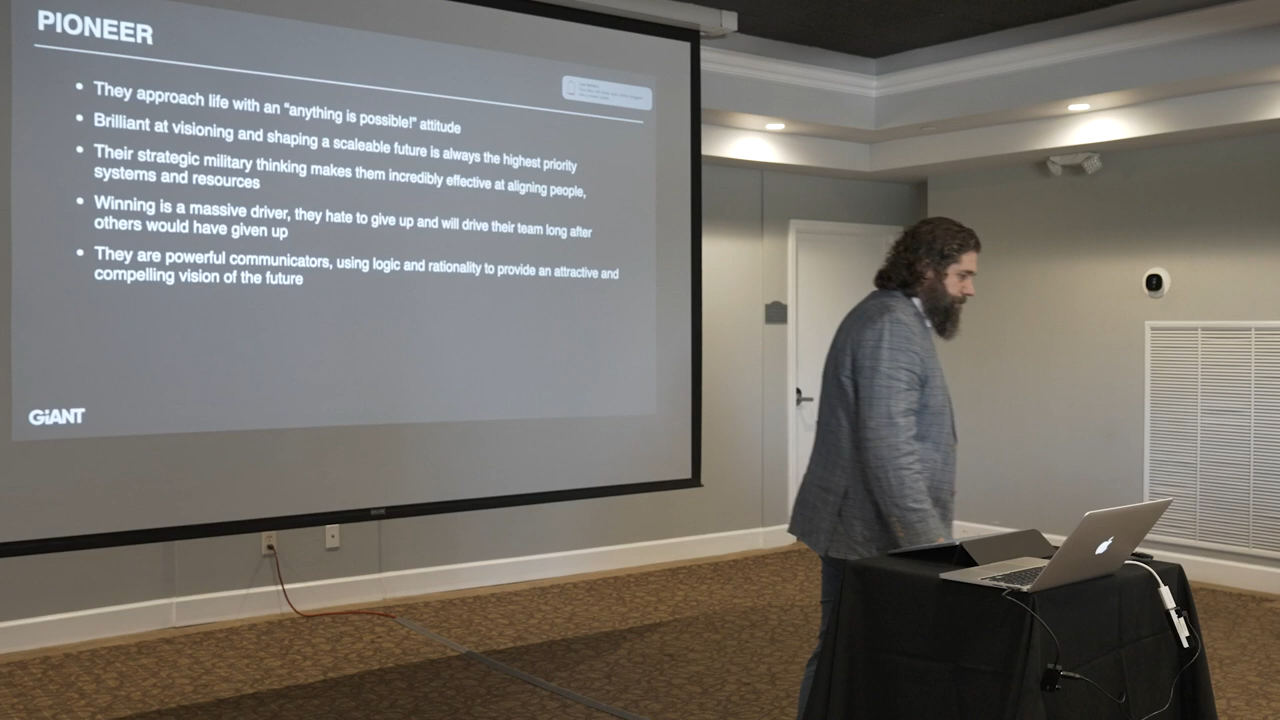 PIONEER
• They approach life with an “anything is possible!” attitude
• Brilliant at visioning and shaping a scaleable future is always the highest priority
• Their strategic military thinking makes them incredibly effective at aligning people,
systems and resources
• Winning is a massive driver, they hate to give up and will drive their team long after
others would have given up
• They are powerful communicators, using logic and rationality to provide an attractive and
compelling vision of the future
GiANT